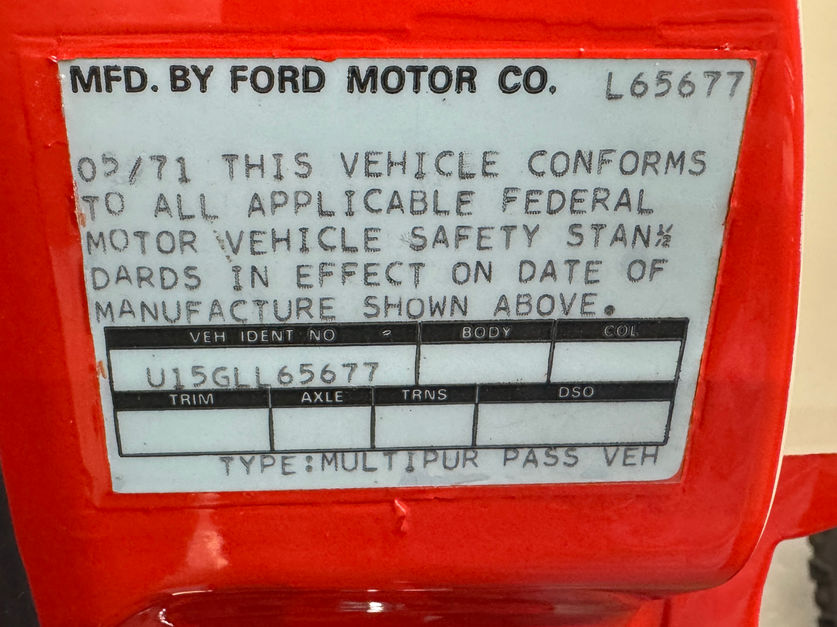 MFD. BY FORD MOTOR CO. L65677
05/71 THIS VEHICLE CONFORMS
TO ALL APPLICABLE FEDERAL
MOTOR VEHICLE SAFETY STAN½
DARDS IN EFFECT ON DATE OF
MANUFACTURE SHOWN ABOVE.
VEH IDENT NO BODY COL
U15GLL65677
TRIM AXLE TRNS DSO
TYPE:MULTIPUR PASS VEH